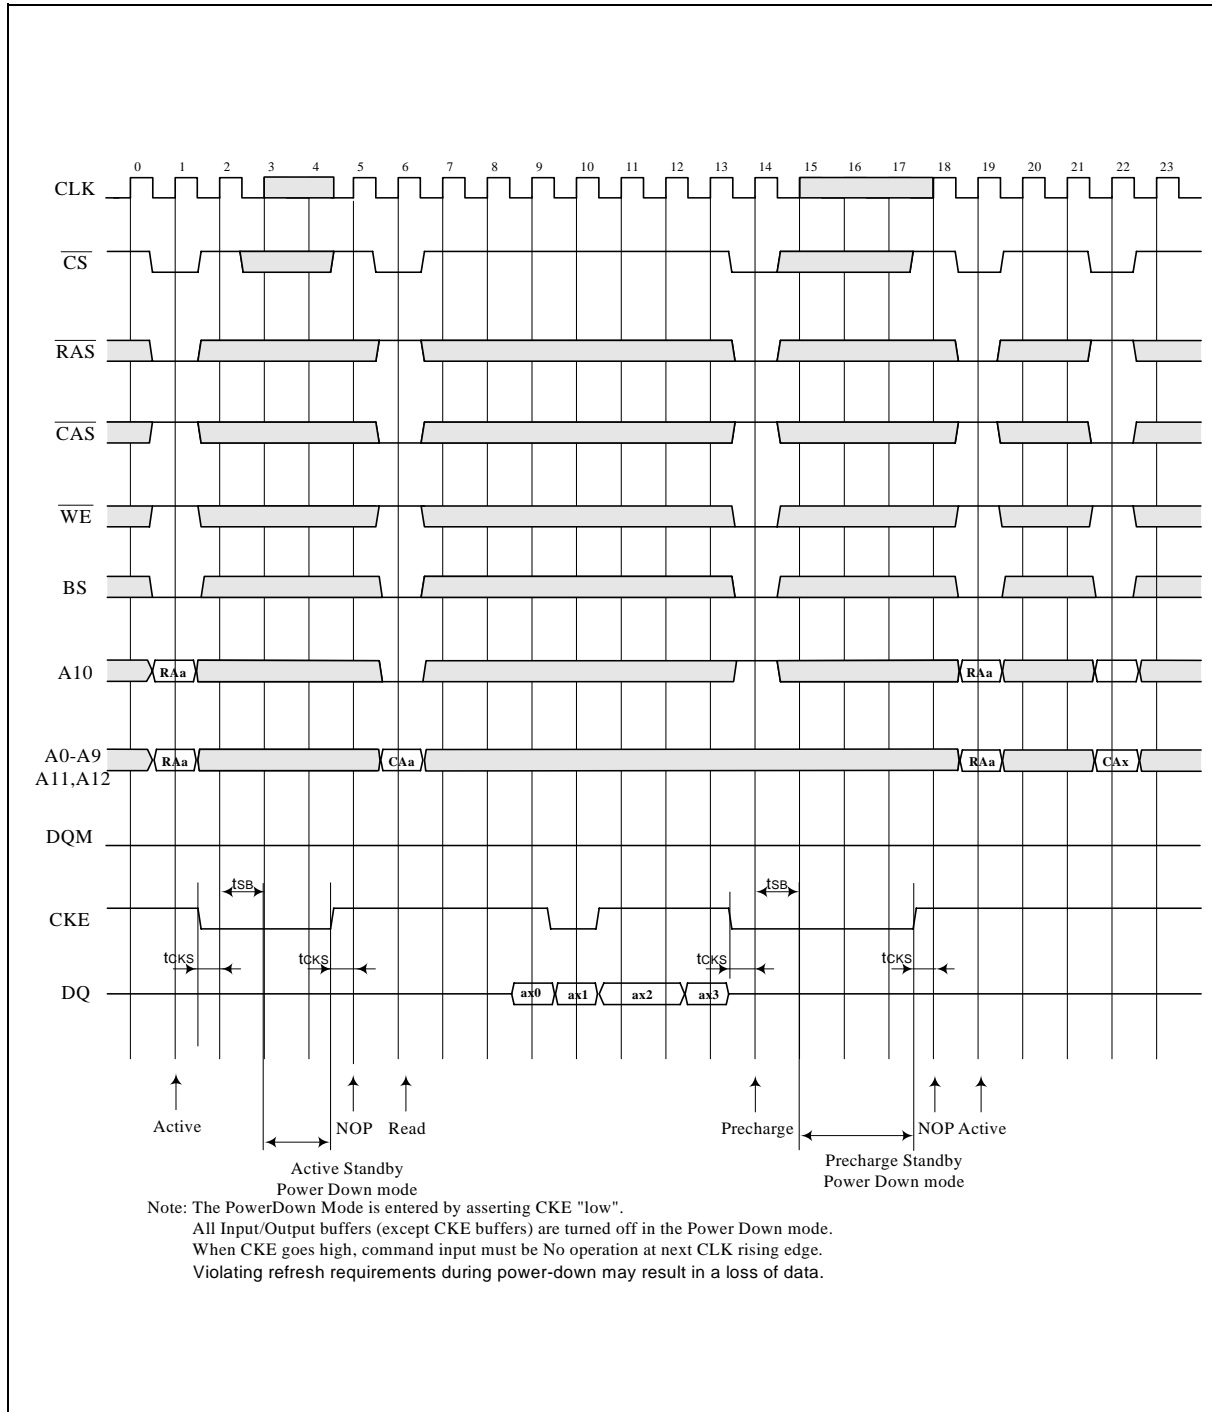 0 1 2 3 4 5 6 7 8 9 10 11 12 13 14 15 16 17 18 19 20 21 22 23
CLK
CS
RAS
CAS
WE
BS
A10 RAa RAa
A0-A9
A11,A12
RAa CAa RAa CAx
DQM
tSB tSB
CKE
tCKS tCKS tCKS tCKS
DQ ax0 ax1 ax2 ax3
Active NOP Read Precharge NOP Active
Active Standby
Power Down mode
Precharge Standby
Power Down mode
Note: The PowerDown Mode is entered by asserting CKE "low".
All Input/Output buffers (except CKE buffers) are turned off in the Power Down mode.
When CKE goes high, command input must be No operation at next CLK rising edge.
Violating refresh requirements during power-down may result in a loss of data.